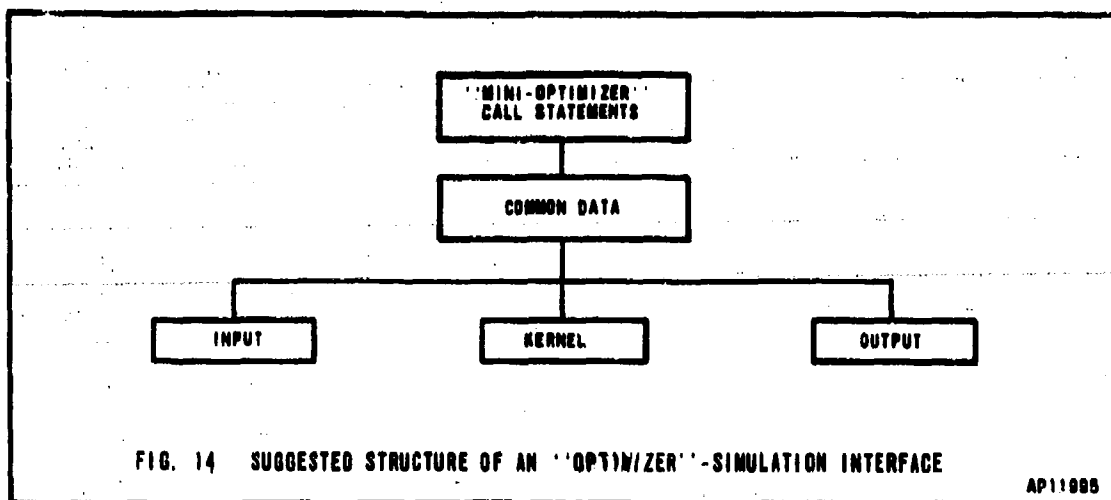 ''MINI-OPTIMIZER''
CALL STATEMENTS
COMMON DATA
INPUT KERNEL OUTPUT
FIG. 14 SUGGESTED STRUCTURE OF AN ''OPTIMIZER''-SIMULATION INTERFACE
AP11995